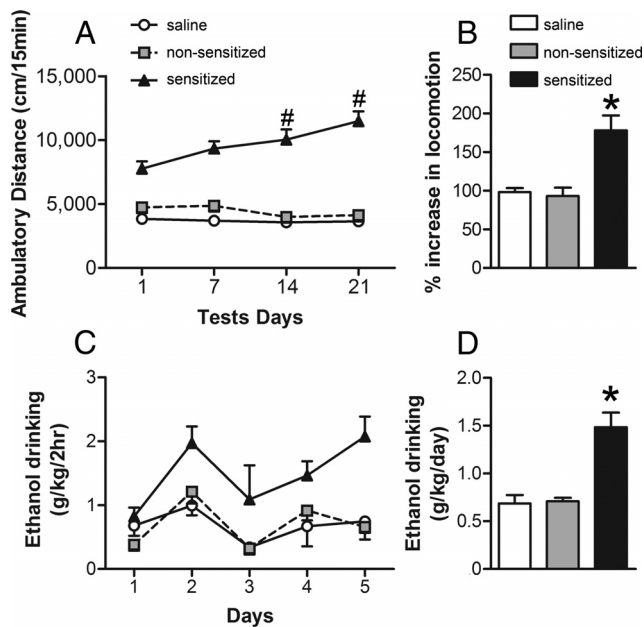 A
saline
non-sensitized
sensitized
Ambulatory Distance (cm/15min)
15,000
10,000
5,000
0
#
#
1
7
14
21
Tests Days
B
saline
non-sensitized
sensitized
% increase in locomotion
250
200
150
100
50
0
*
C
Ethanol drinking
(g/kg/2hr)
3
2
1
0
1
2
3
4
5
Days
D
Ethanol drinking
(g/kg/day)
2.0
1.5
1.0
0.5
0.0
*